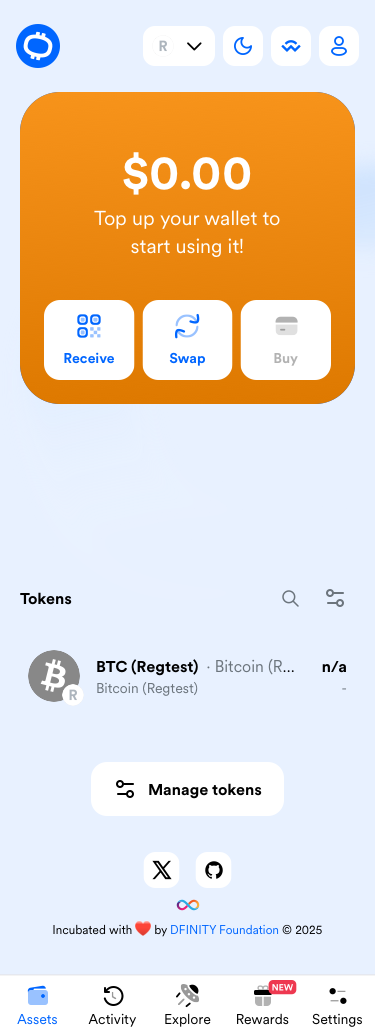 R
$0.00
Top up your wallet to
start using it!
Receive Swap Buy
Tokens
BTC (Regtest) · Bitcoin (R... n/a
Bitcoin (Regtest) -
R
Manage tokens
Incubated with ❤️ by DFINITY Foundation © 2025
NEW
Assets Activity Explore Rewards Settings